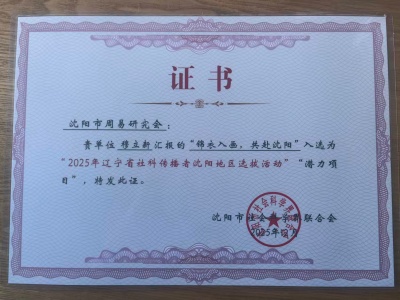 证书
沈阳市周易研究会：
贵单位 穆立新 汇报的“锦衣入画，共赴沈阳”入选为
“2025年辽宁省社科传播者沈阳地区选拔活动”“潜力项
目”，特发此证。
沈阳市社会科学界联合会
2025年 月